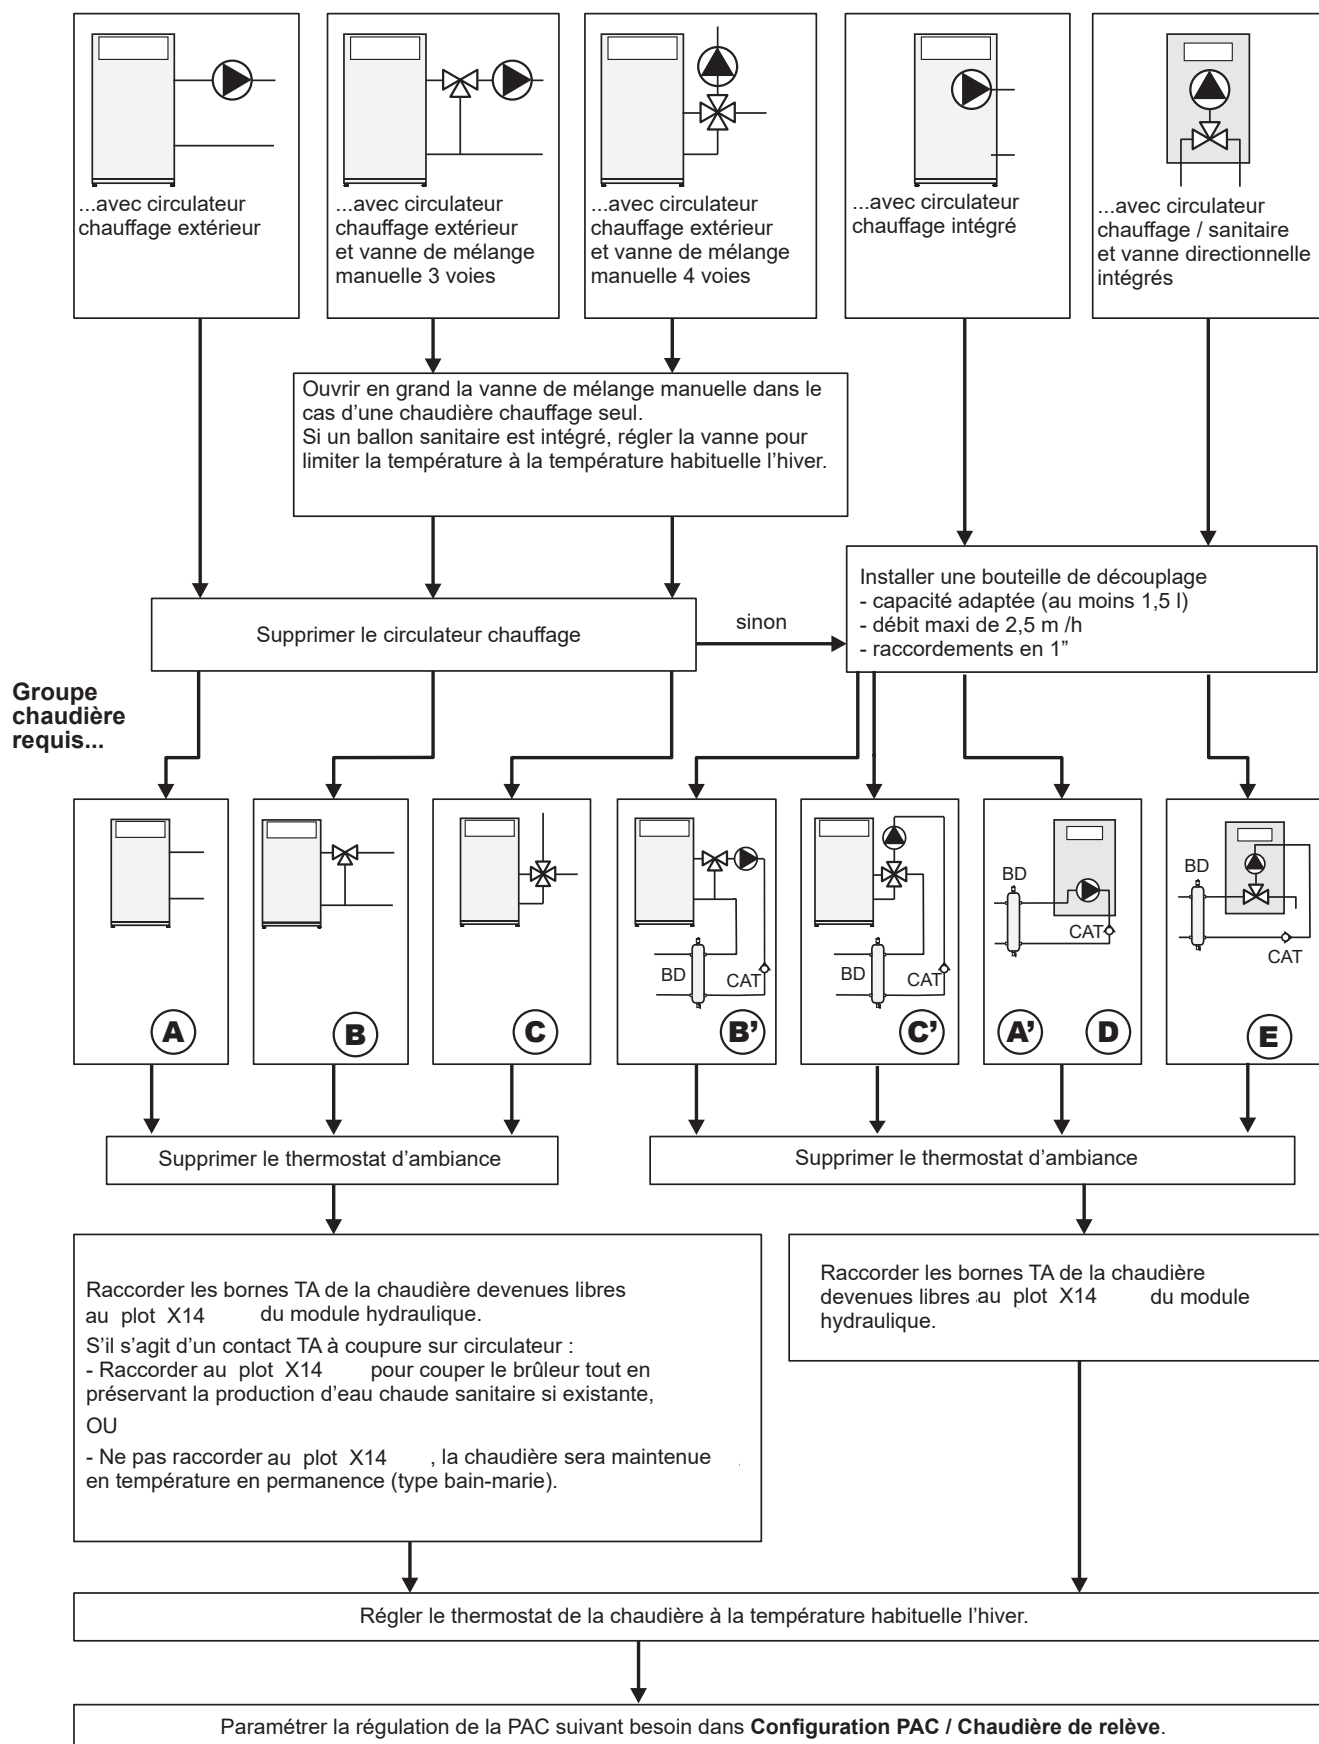 ...avec circulateur
chauffage extérieur
...avec circulateur
chauffage extérieur
et vanne de mélange
manuelle 3 voies
...avec circulateur
chauffage extérieur
et vanne de mélange
manuelle 4 voies
...avec circulateur
chauffage intégré
...avec circulateur
chauffage / sanitaire
et vanne directionnelle
intégrés
Ouvrir en grand la vanne de mélange manuelle dans le
cas d’une chaudière chauffage seul.
Si un ballon sanitaire est intégré, régler la vanne pour
limiter la température à la température habituelle l’hiver.
Supprimer le circulateur chauffage
sinon
Installer une bouteille de découplage
- capacité adaptée (au moins 1,5 l)
- débit maxi de 2,5 m /h
- raccordements en 1”
Groupe
chaudière
requis...
A
B
C
BD
CAT
B’
BD
CAT
C’
BD
CAT
A’
D
BD
CAT
E
Supprimer le thermostat d’ambiance
Supprimer le thermostat d’ambiance
Raccorder les bornes TA de la chaudière devenues libres
au plot X14 du module hydraulique.
S’il s’agit d’un contact TA à coupure sur circulateur :
- Raccorder au plot X14 pour couper le brûleur tout en
préservant la production d’eau chaude sanitaire si existante,
OU
- Ne pas raccorder au plot X14 , la chaudière sera maintenue
en température en permanence (type bain-marie).
Raccorder les bornes TA de la chaudière
devenues libres au plot X14 du module
hydraulique.
Régler le thermostat de la chaudière à la température habituelle l’hiver.
Paramétrer la régulation de la PAC suivant besoin dans Configuration PAC / Chaudière de relève.